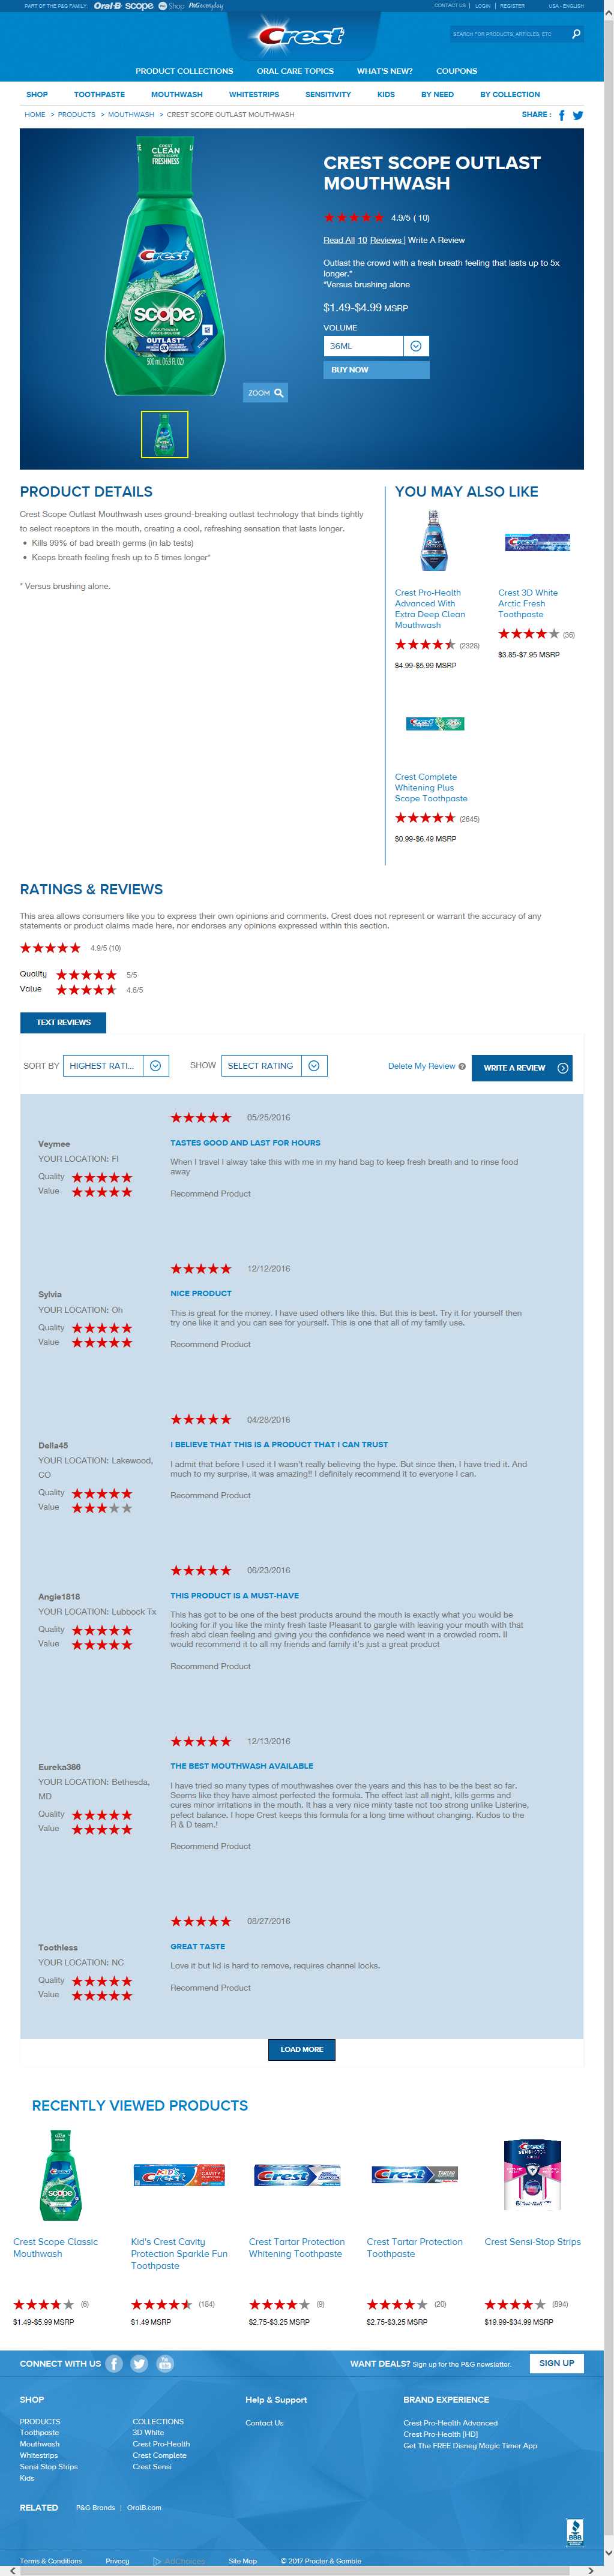 PART OF THE P&G FAMILY: Oral-B scope Shop P&G everyday
CONTACT US | LOGIN | REGISTER USA - ENGLISH
Crest
SEARCH FOR PRODUCTS, ARTICLES, ETC
PRODUCT COLLECTIONS ORAL CARE TOPICS WHAT'S NEW? COUPONS
SHOP TOOTHPASTE MOUTHWASH WHITESTRIPS SENSITIVITY KIDS BY NEED BY COLLECTION
HOME > PRODUCTS > MOUTHWASH > CREST SCOPE OUTLAST MOUTHWASH
SHARE :
CREST
CLEAN
MEETS SCOPE
FRESHNESS
Crest
scope
OUTLAST
500 mL (16.9 FL OZ)
ZOOM
CREST SCOPE OUTLAST
MOUTHWASH
4.9/5 ( 10)
Read All 10 Reviews | Write A Review
Outlast the crowd with a fresh breath feeling that lasts up to 5x
longer.*
*Versus brushing alone
$1.49-$4.99 MSRP
VOLUME
36ML
BUY NOW
PRODUCT DETAILS
Crest Scope Outlast Mouthwash uses ground-breaking outlast technology that binds tightly
to select receptors in the mouth, creating a cool, refreshing sensation that lasts longer.
• Kills 99% of bad breath germs (in lab tests)
• Keeps breath feeling fresh up to 5 times longer*
* Versus brushing alone.
YOU MAY ALSO LIKE
Crest Pro-Health
Advanced With
Extra Deep Clean
Mouthwash
(2328)
$4.99-$5.99 MSRP
Crest 3D White
Arctic Fresh
Toothpaste
(36)
$3.85-$7.95 MSRP
Crest Complete
Whitening Plus
Scope Toothpaste
(2645)
$0.99-$6.49 MSRP
RATINGS & REVIEWS
This area allows consumers like you to express their own opinions and comments. Crest does not represent or warrant the accuracy of any
statements or product claims made here, nor endorses any opinions expressed within this section.
4.9/5 (10)
Quality 5/5
Value 4.6/5
TEXT REVIEWS
SORT BY HIGHEST RATI... SHOW SELECT RATING Delete My Review ? WRITE A REVIEW
05/25/2016
Veymee
TASTES GOOD AND LAST FOR HOURS
YOUR LOCATION: Fl
When I travel I alway take this with me in my hand bag to keep fresh breath and to rinse food
away
Quality
Value
Recommend Product
12/12/2016
Sylvia
NICE PRODUCT
YOUR LOCATION: Oh
This is great for the money. I have used others like this. But this is best. Try it for yourself then
try one like it and you can see for yourself. This is one that all of my family use.
Quality
Value
Recommend Product
04/28/2016
Della45
I BELIEVE THAT THIS IS A PRODUCT THAT I CAN TRUST
YOUR LOCATION: Lakewood,
CO
I admit that before I used it I wasn't really believing the hype. But since then, I have tried it. And
much to my surprise, it was amazing!! I definitely recommend it to everyone I can.
Quality
Value
Recommend Product
06/23/2016
Angie1818
THIS PRODUCT IS A MUST-HAVE
YOUR LOCATION: Lubbock Tx
This has got to be one of the best products around the mouth is exactly what you would be
looking for if you like the minty fresh taste Pleasant to gargle with leaving your mouth with that
fresh abd clean feeling and giving you the confidence we need went in a crowded room. Il
would recommend it to all my friends and family it's just a great product
Quality
Value
Recommend Product
12/13/2016
Eureka386
THE BEST MOUTHWASH AVAILABLE
YOUR LOCATION: Bethesda,
MD
I have tried so many types of mouthwashes over the years and this has to be the best so far.
Seems like they have almost perfected the formula. The effect last all night, kills germs and
cures minor irritations in the mouth. It has a very nice minty taste not too strong unlike Listerine,
pefect balance. I hope Crest keeps this formula for a long time without changing. Kudos to the
R & D team.!
Quality
Value
Recommend Product
08/27/2016
Toothless
GREAT TASTE
YOUR LOCATION: NC
Love it but lid is hard to remove, requires channel locks.
Quality
Value
Recommend Product
LOAD MORE
RECENTLY VIEWED PRODUCTS
Crest Scope Classic
Mouthwash
(6)
$1.49-$5.99 MSRP
Kid's Crest Cavity
Protection Sparkle Fun
Toothpaste
(184)
$1.49 MSRP
Crest Tartar Protection
Whitening Toothpaste
(9)
$2.75-$3.25 MSRP
Crest Tartar Protection
Toothpaste
(20)
$2.75-$3.25 MSRP
Crest Sensi-Stop Strips
(894)
$19.99-$34.99 MSRP
CONNECT WITH US
WANT DEALS? Sign up for the P&G newsletter. SIGN UP
SHOP
PRODUCTS
Toothpaste
Mouthwash
Whitestrips
Sensi Stop Strips
Kids
COLLECTIONS
3D White
Crest Pro-Health
Crest Complete
Crest Sensi
Help & Support
Contact Us
BRAND EXPERIENCE
Crest Pro-Health Advanced
Crest Pro-Health [HD]
Get The FREE Disney Magic Timer App
RELATED P&G Brands | OralB.com
BBB
Terms & Conditions Privacy AdChoices Site Map © 2017 Procter & Gamble